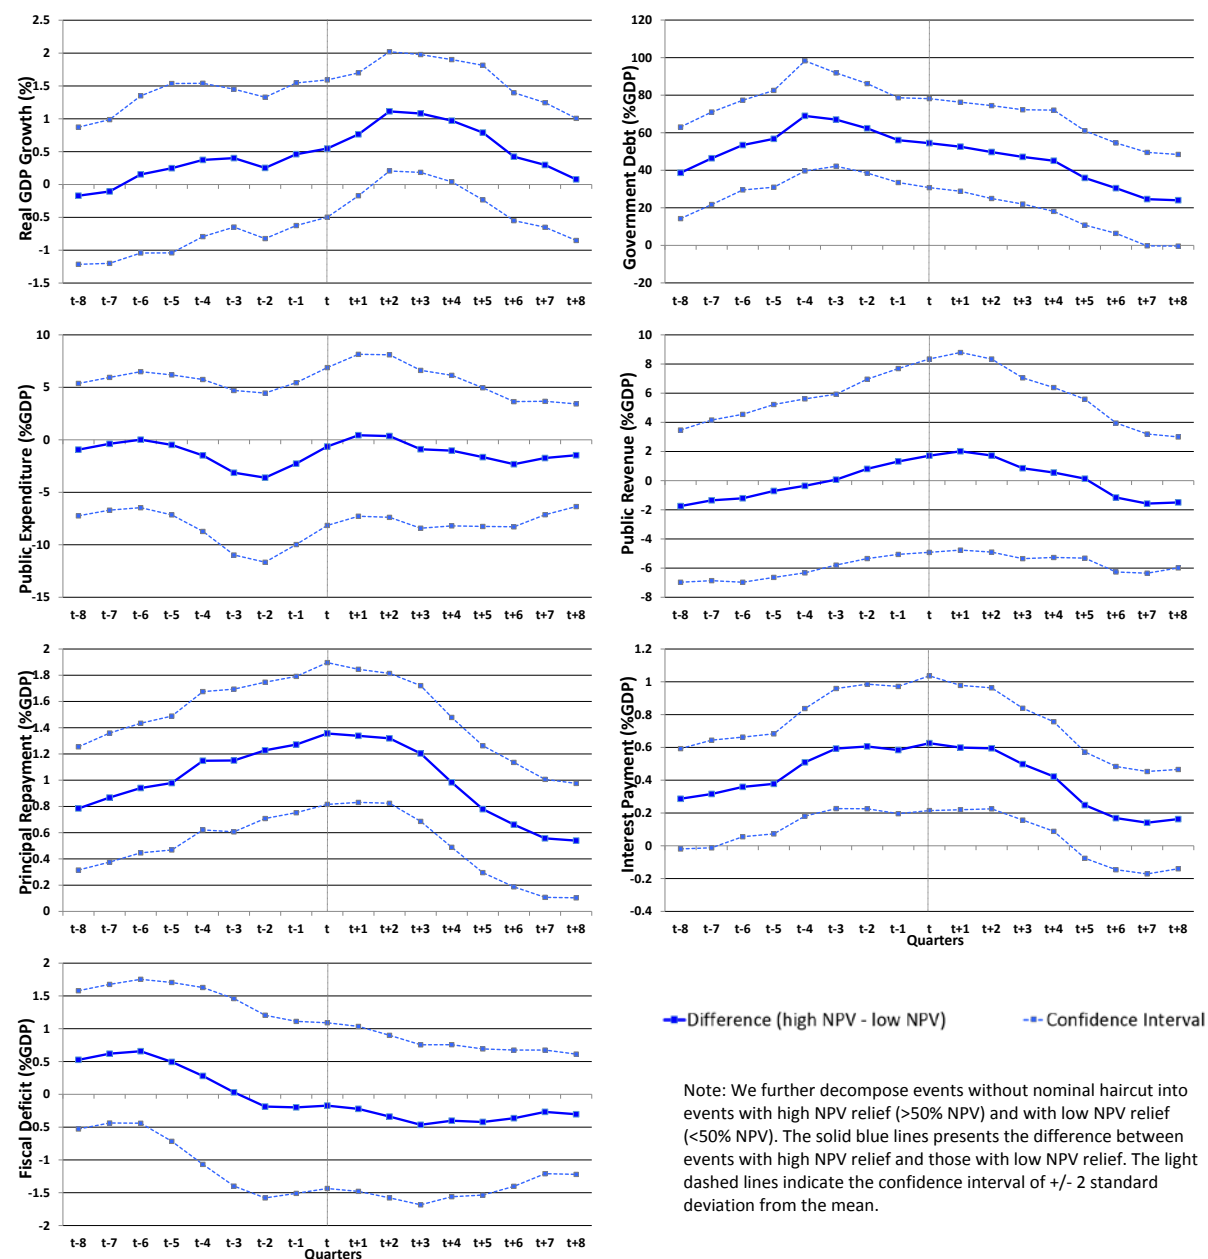 Real GDP Growth (%)
2.5
2
1.5
1
0.5
0
-0.5
-1
-1.5
t-8 t-7 t-6 t-5 t-4 t-3 t-2 t-1 t t+1 t+2 t+3 t+4 t+5 t+6 t+7 t+8
Government Debt (%GDP)
120
100
80
60
40
20
0
-20
t-8 t-7 t-6 t-5 t-4 t-3 t-2 t-1 t t+1 t+2 t+3 t+4 t+5 t+6 t+7 t+8
Public Expenditure (%GDP)
10
5
0
-5
-10
-15
t-8 t-7 t-6 t-5 t-4 t-3 t-2 t-1 t t+1 t+2 t+3 t+4 t+5 t+6 t+7 t+8
Public Revenue (%GDP)
10
8
6
4
2
0
-2
-4
-6
-8
t-8 t-7 t-6 t-5 t-4 t-3 t-2 t-1 t t+1 t+2 t+3 t+4 t+5 t+6 t+7 t+8
Principal Repayment (%GDP)
2
1.8
1.6
1.4
1.2
1
0.8
0.6
0.4
0.2
0
t-8 t-7 t-6 t-5 t-4 t-3 t-2 t-1 t t+1 t+2 t+3 t+4 t+5 t+6 t+7 t+8
Interest Payment (%GDP)
1.2
1
0.8
0.6
0.4
0.2
0
-0.2
-0.4
t-8 t-7 t-6 t-5 t-4 t-3 t-2 t-1 t t+1 t+2 t+3 t+4 t+5 t+6 t+7 t+8
Quarters
Fiscal Deficit (%GDP)
2
1.5
1
0.5
0
-0.5
-1
-1.5
-2
t-8 t-7 t-6 t-5 t-4 t-3 t-2 t-1 t t+1 t+2 t+3 t+4 t+5 t+6 t+7 t+8
Quarters
Difference (high NPV - low NPV)
Confidence Interval
Note: We further decompose events without nominal haircut into
events with high NPV relief (>50% NPV) and with low NPV relief
(<50% NPV). The solid blue lines presents the difference between
events with high NPV relief and those with low NPV relief. The light
dashed lines indicate the confidence interval of +/- 2 standard
deviation from the mean.